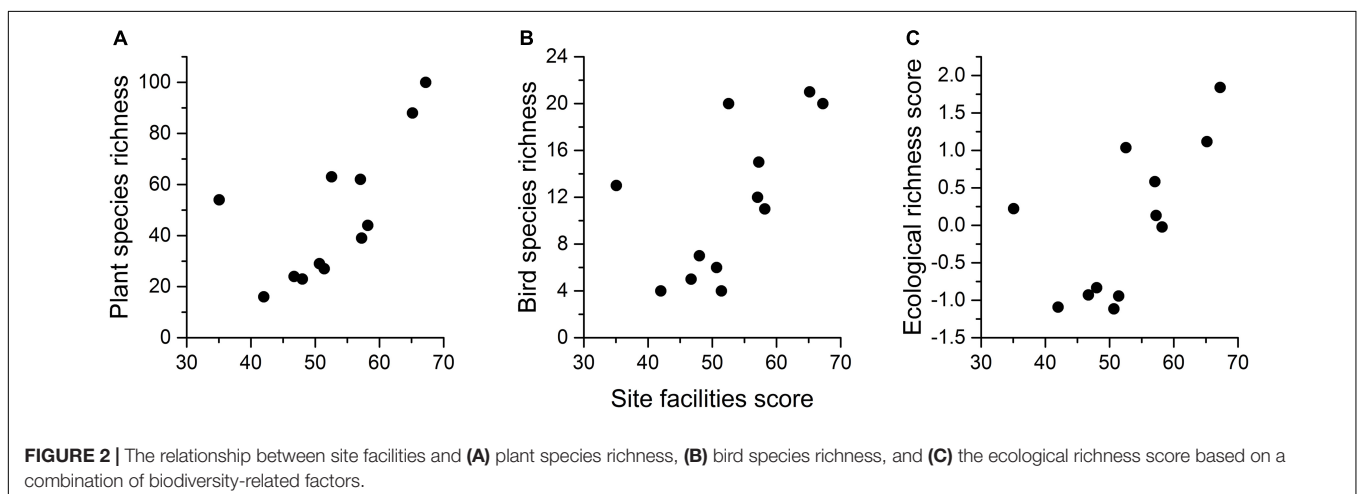 A
B
C
Plant species richness
100
80
60
40
20
0
30 40 50 60 70
Bird species richness
24
20
16
12
8
4
0
30 40 50 60 70
Ecological richness score
2.0
1.5
1.0
0.5
0.0
-0.5
-1.0
-1.5
30 40 50 60 70
Site facilities score
FIGURE 2 | The relationship between site facilities and (A) plant species richness, (B) bird species richness, and (C) the ecological richness score based on a
combination of biodiversity-related factors.